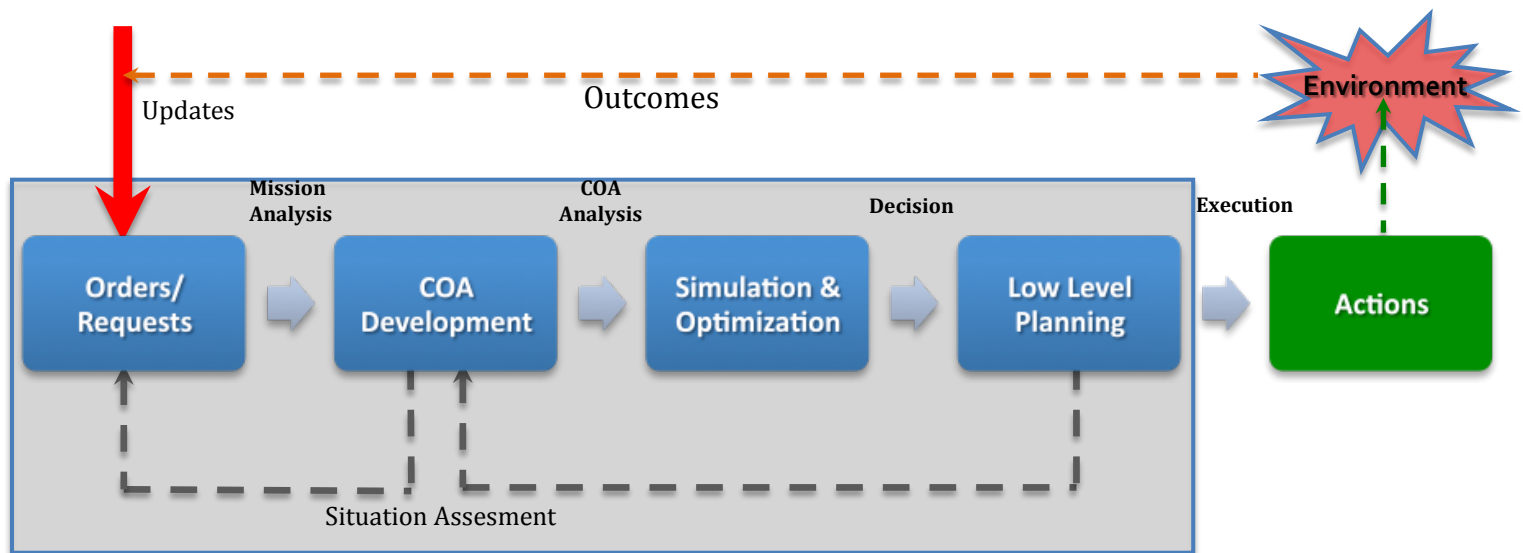 Environment
Outcomes
Updates
Mission
Analysis
COA
Analysis
Decision
Execution
Orders/
Requests
COA
Development
Simulation &
Optimization
Low Level
Planning
Actions
Situation Assesment